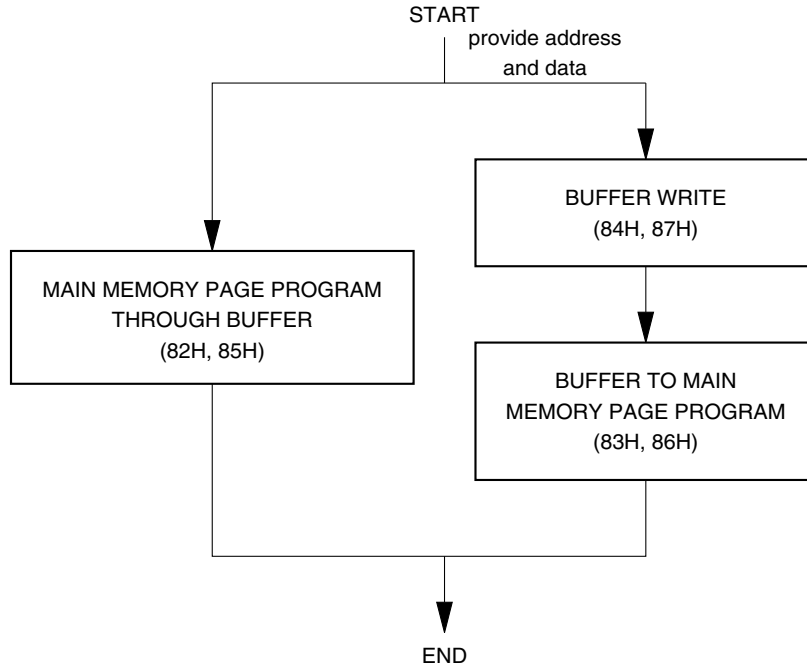 START
provide address
and data
BUFFER WRITE
(84H, 87H)
MAIN MEMORY PAGE PROGRAM
THROUGH BUFFER
(82H, 85H)
BUFFER TO MAIN
MEMORY PAGE PROGRAM
(83H, 86H)
END